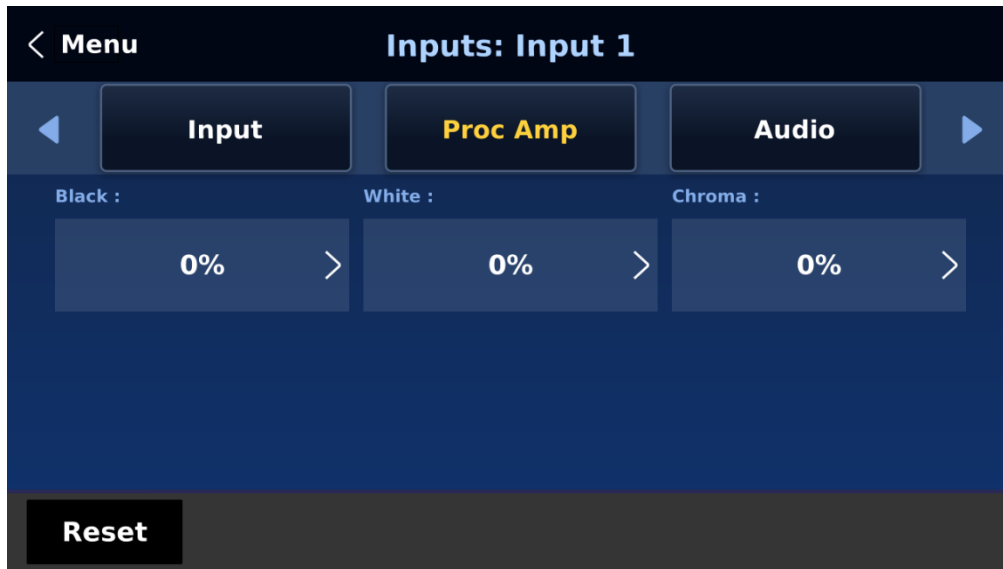 Menu
Inputs: Input 1
Input
Proc Amp
Audio
Black :
White :
Chroma :
0%
0%
0%
Reset